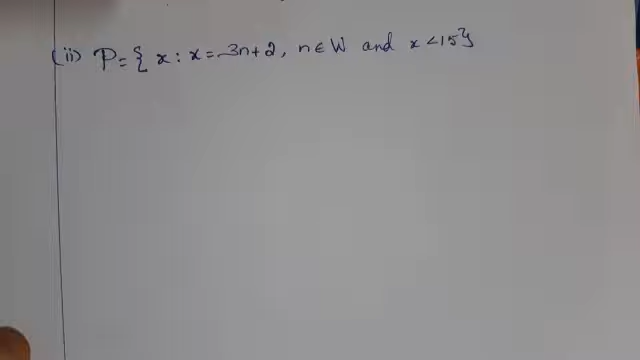 (ii) P = { x : x = 3n + 2, n ∈ W and x < 15}